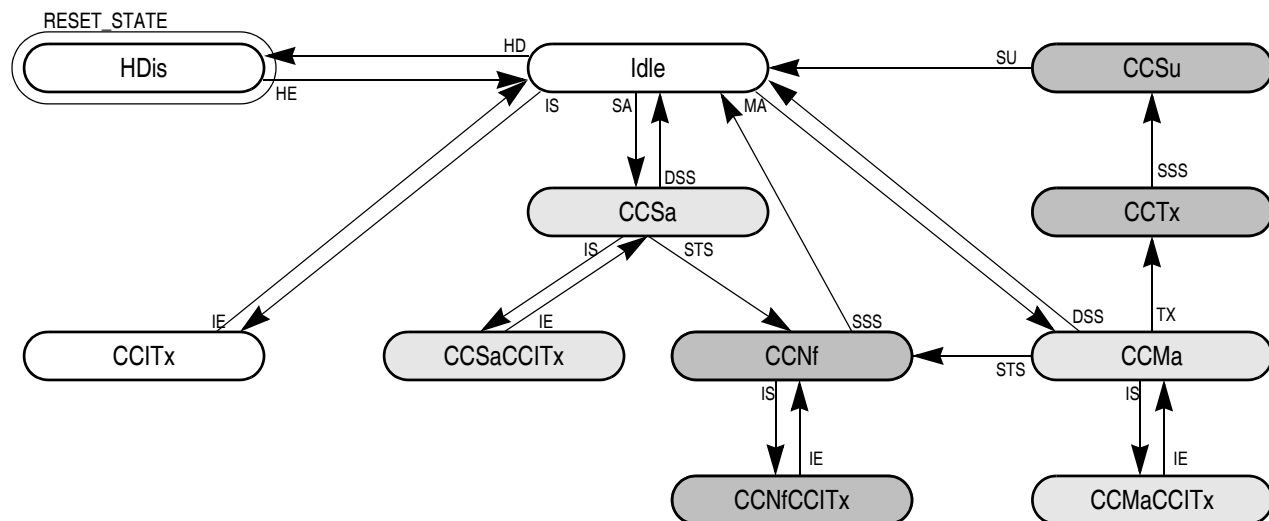 RESET_STATE
HDis
HD
HE
Idle
IS
SA
MA
SU
CCSu
DSS
SSS
CCSa
CCTx
IS
STS
IE
CCITx
IE
CCSaCCITx
SSS
CCNf
DSS
TX
STS
CCMa
IS
IE
CCNfCCITx
IS
IE
CCMaCCITx